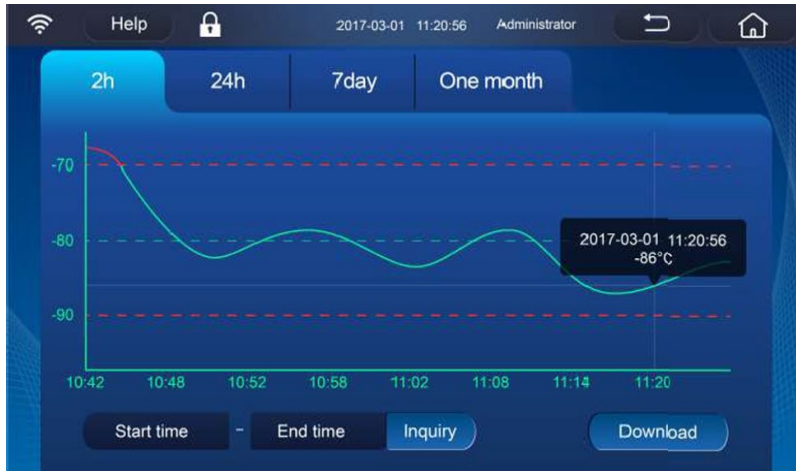 Help 2017-03-01 11:20:56 Administrator
2h 24h 7day One month
-70
-80
2017-03-01 11:20:56
-86°C
-90
10:42 10:48 10:52 10:58 11:02 11:08 11:14 11:20
Start time - End time Inquiry Download